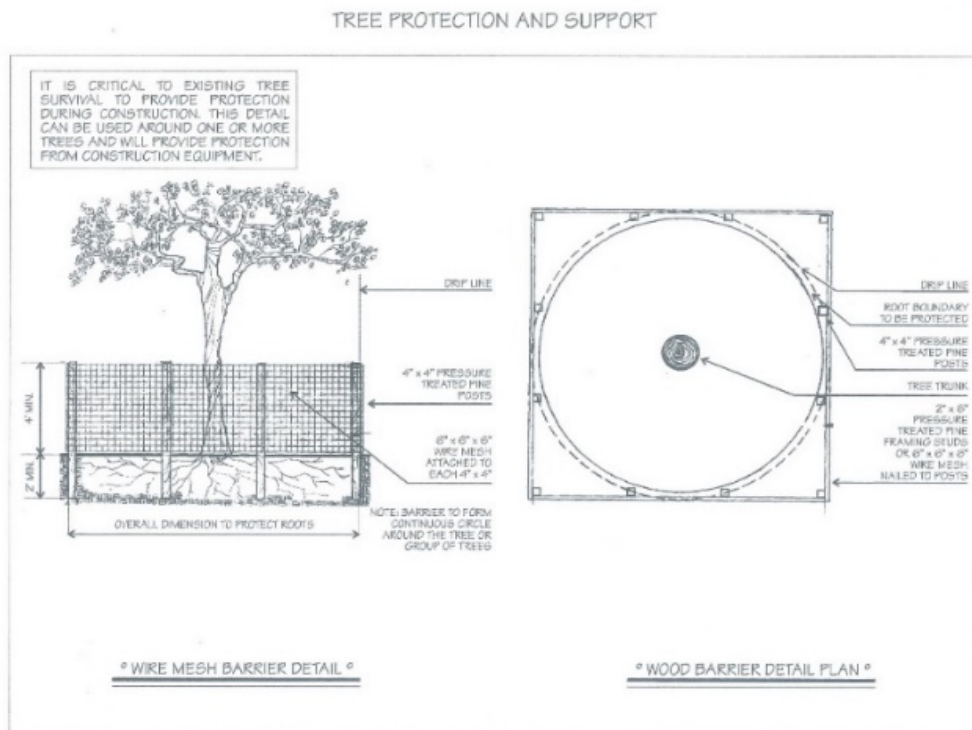 TREE PROTECTION AND SUPPORT
IT IS CRITICAL TO EXISTING TREE
SURVIVAL TO PROVIDE PROTECTION
DURING CONSTRUCTION. THIS DETAIL
CAN BE USED AROUND ONE OR MORE
TREES AND WILL PROVIDE PROTECTION
FROM CONSTRUCTION EQUIPMENT.
DRIP LINE
4" x 4" PRESSURE
TREATED PINE
POSTS
6" x 6" x 6"
WIRE MESH
ATTACHED TO
EACH 4" x 4"
4' MIN.
2' MIN.
OVERALL DIMENSION TO PROTECT ROOTS
NOTE: BARRIER TO FORM
CONTINUOUS CIRCLE
AROUND THE TREE OR
GROUP OF TREES
° WIRE MESH BARRIER DETAIL °
DRIP LINE
ROOT BOUNDARY
TO BE PROTECTED
4" x 4" PRESSURE
TREATED PINE
POSTS
TREE TRUNK
2" x 6"
PRESSURE
TREATED PINE
FRAMING STUDS
OR 6" x 6" x 6"
WIRE MESH
NAILED TO POSTS
° WOOD BARRIER DETAIL PLAN °